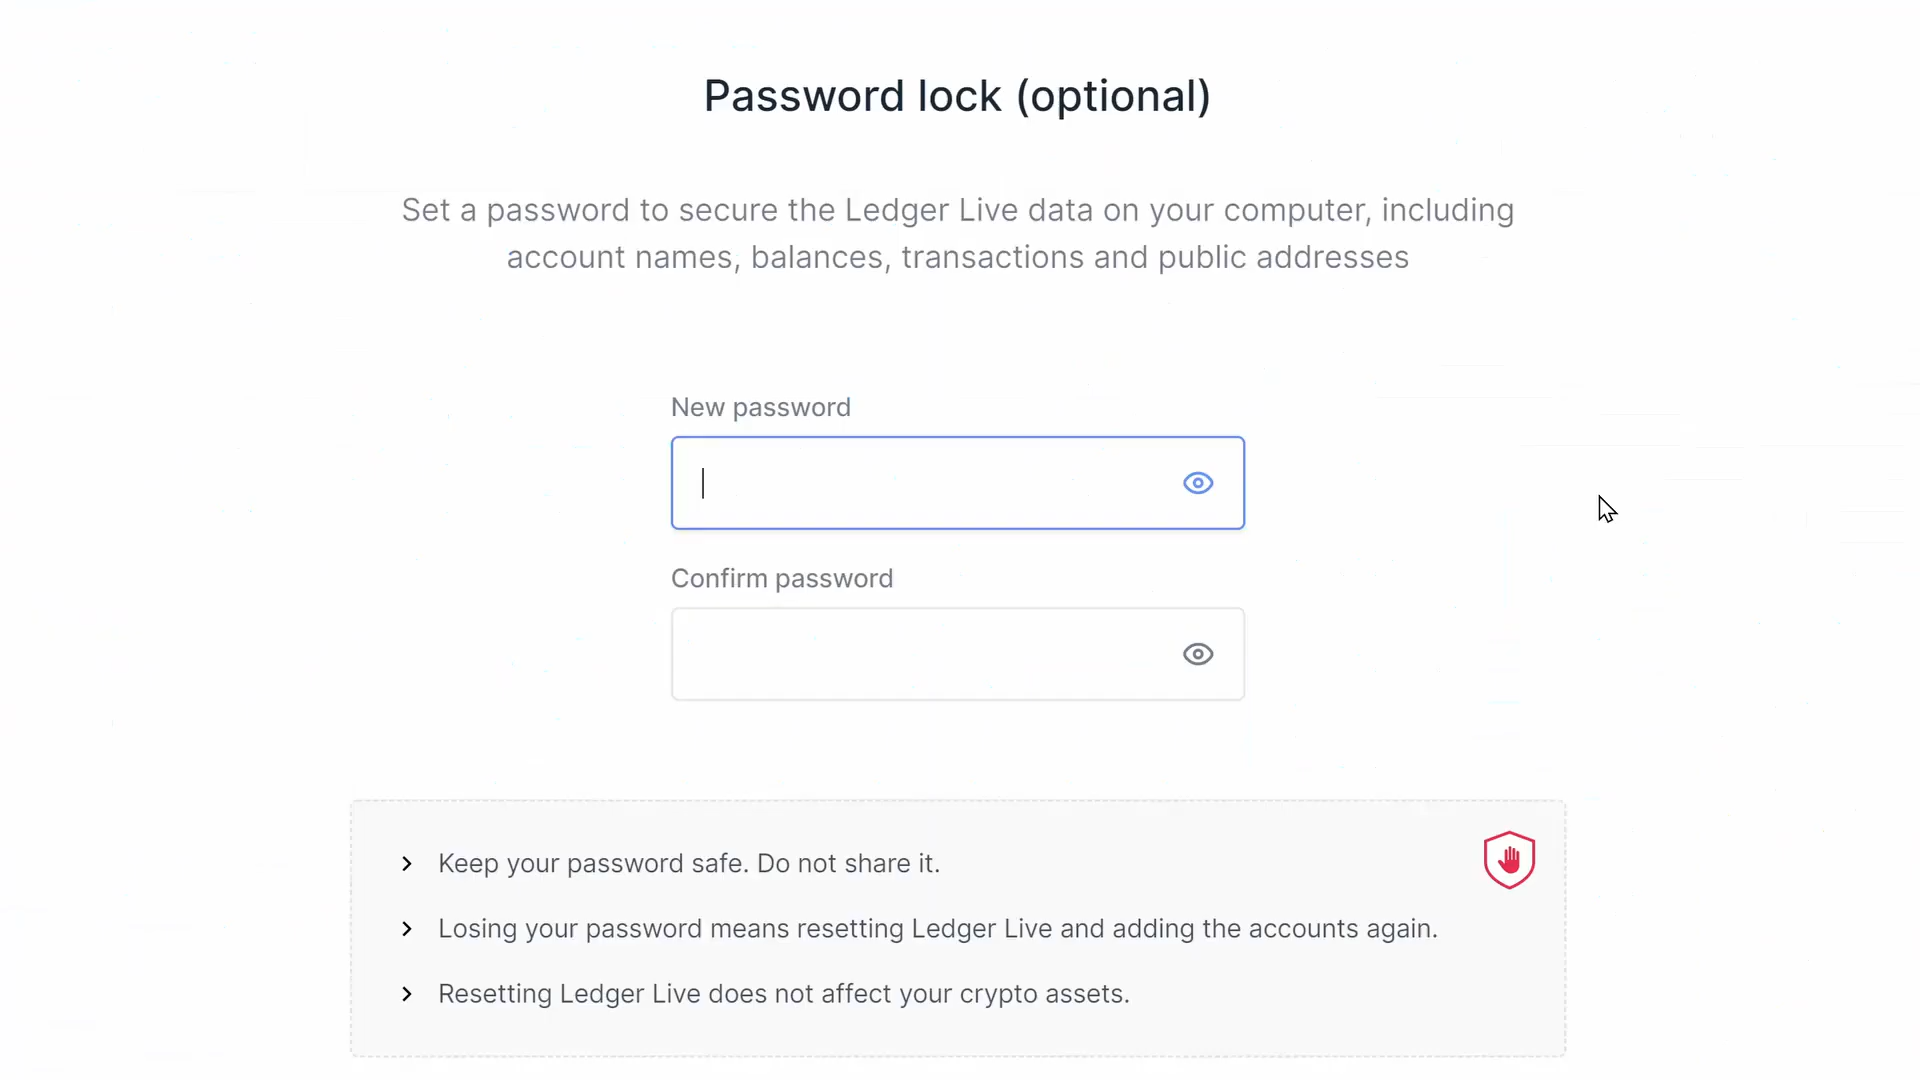 Password lock (optional)
Set a password to secure the Ledger Live data on your computer, including
account names, balances, transactions and public addresses
New password
Confirm password
Keep your password safe. Do not share it.
Losing your password means resetting Ledger Live and adding the accounts again.
Resetting Ledger Live does not affect your crypto assets.